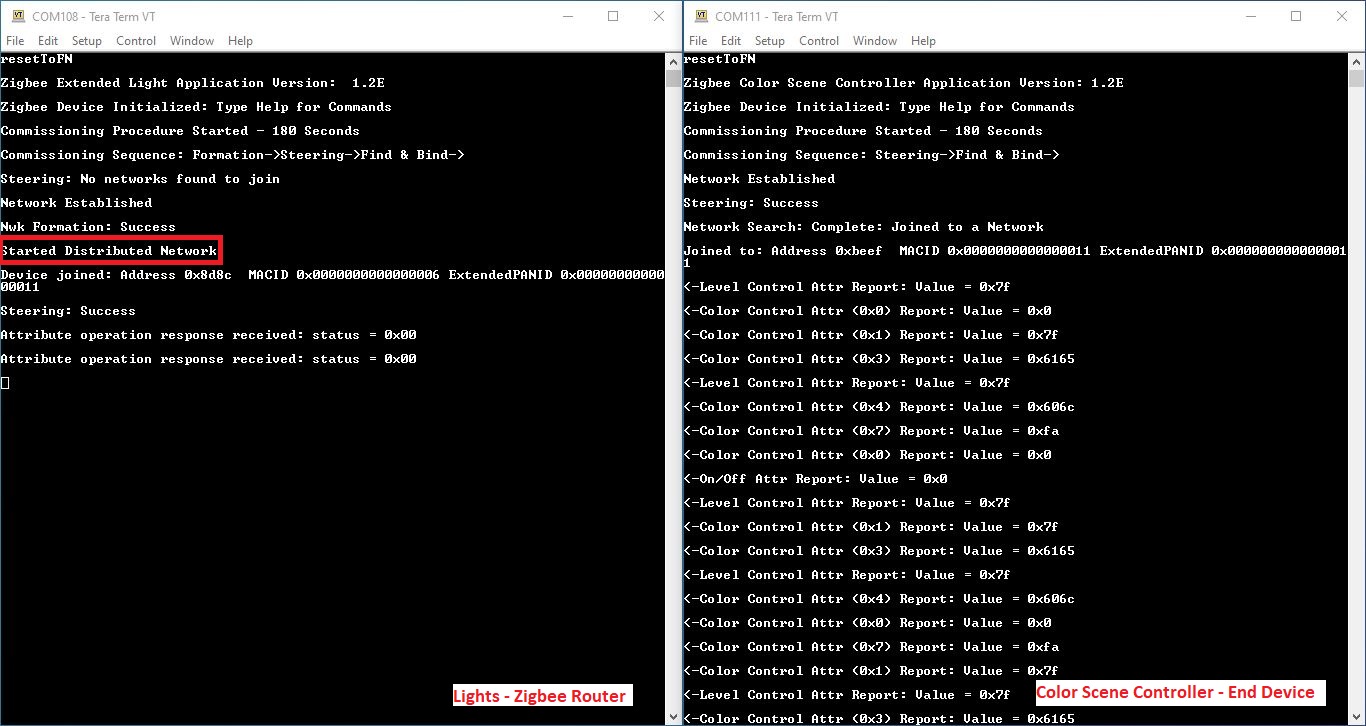 COM108 - Tera Term VT
File Edit Setup Control Window Help
resetToFN
Zigbee Extended Light Application Version:  1.2E
Zigbee Device Initialized: Type Help for Commands
Commissioning Procedure Started - 180 Seconds
Commissioning Sequence: Formation->Steering->Find & Bind->
Steering: No networks found to join
Network Established
Nwk Formation: Success
Started Distributed Network
Device joined: Address 0x8d8c  MACID 0x0000000000000006 ExtendedPANID 0x00000000000
00011
Steering: Success
Attribute operation response received: status = 0x00
Attribute operation response received: status = 0x00
Lights - Zigbee Router
COM111 - Tera Term VT
File Edit Setup Control Window Help
resetToFN
Zigbee Color Scene Controller Application Version: 1.2E
Zigbee Device Initialized: Type Help for Commands
Commissioning Procedure Started - 180 Seconds
Commissioning Sequence: Steering->Find & Bind->
Network Established
Steering: Success
Network Search: Complete: Joined to a Network
Joined to: Address 0xbeef  MACID 0x0000000000000011 ExtendedPANID 0x000000000000001
1
<-Level Control Attr Report: Value = 0x7f
<-Color Control Attr (0x0) Report: Value = 0x0
<-Color Control Attr (0x1) Report: Value = 0x7f
<-Color Control Attr (0x3) Report: Value = 0x6165
<-Level Control Attr Report: Value = 0x7f
<-Color Control Attr (0x4) Report: Value = 0x606c
<-Color Control Attr (0x7) Report: Value = 0xfa
<-Color Control Attr (0x0) Report: Value = 0x0
<-On/Off Attr Report: Value = 0x0
<-Level Control Attr Report: Value = 0x7f
<-Color Control Attr (0x1) Report: Value = 0x7f
<-Color Control Attr (0x3) Report: Value = 0x6165
<-Level Control Attr Report: Value = 0x7f
<-Color Control Attr (0x4) Report: Value = 0x606c
<-Color Control Attr (0x0) Report: Value = 0x0
<-Color Control Attr (0x7) Report: Value = 0xfa
<-Color Control Attr (0x1) Report: Value = 0x7f
<-Level Control Attr Report: Value = 0x7f
<-Color Control Attr (0x3) Report: Value = 0x6165
Color Scene Controller - End Device